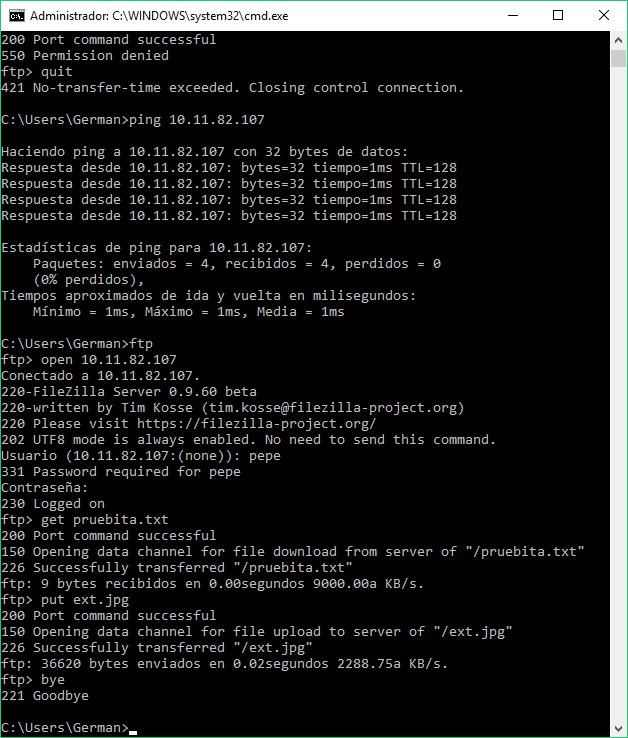 Administrador: C:\WINDOWS\system32\cmd.exe
200 Port command successful
550 Permission denied
ftp> quit
421 No-transfer-time exceeded. Closing control connection.
C:\Users\German>ping 10.11.82.107
Haciendo ping a 10.11.82.107 con 32 bytes de datos:
Respuesta desde 10.11.82.107: bytes=32 tiempo=1ms TTL=128
Respuesta desde 10.11.82.107: bytes=32 tiempo=1ms TTL=128
Respuesta desde 10.11.82.107: bytes=32 tiempo=1ms TTL=128
Respuesta desde 10.11.82.107: bytes=32 tiempo=1ms TTL=128
Estadísticas de ping para 10.11.82.107:
    Paquetes: enviados = 4, recibidos = 4, perdidos = 0
    (0% perdidos),
Tiempos aproximados de ida y vuelta en milisegundos:
    Mínimo = 1ms, Máximo = 1ms, Media = 1ms
C:\Users\German>ftp
ftp> open 10.11.82.107
Conectado a 10.11.82.107.
220-FileZilla Server 0.9.60 beta
220-written by Tim Kosse (tim.kosse@filezilla-project.org)
220 Please visit https://filezilla-project.org/
202 UTF8 mode is always enabled. No need to send this command.
Usuario (10.11.82.107:(none)): pepe
331 Password required for pepe
Contraseña:
230 Logged on
ftp> get pruebita.txt
200 Port command successful
150 Opening data channel for file download from server of "/pruebita.txt"
226 Successfully transferred "/pruebita.txt"
ftp: 9 bytes recibidos en 0.00segundos 9000.00a KB/s.
ftp> put ext.jpg
200 Port command successful
150 Opening data channel for file upload to server of "/ext.jpg"
226 Successfully transferred "/ext.jpg"
ftp: 36620 bytes enviados en 0.02segundos 2288.75a KB/s.
ftp> bye
221 Goodbye
C:\Users\German>